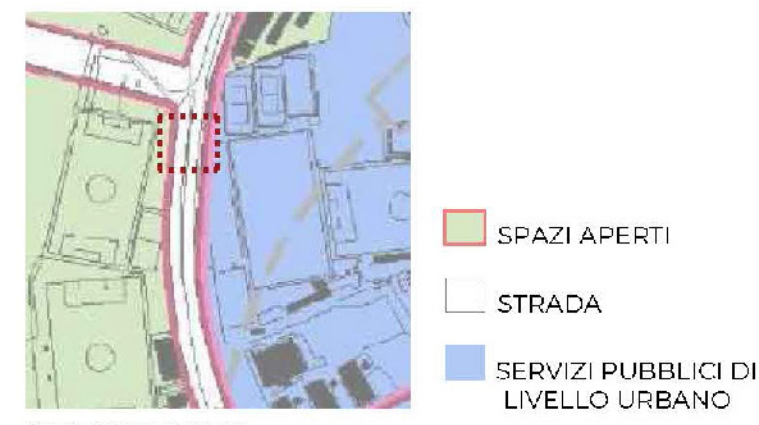 SPAZI APERTI
STRADA
SERVIZI PUBBLICI DI
LIVELLO URBANO